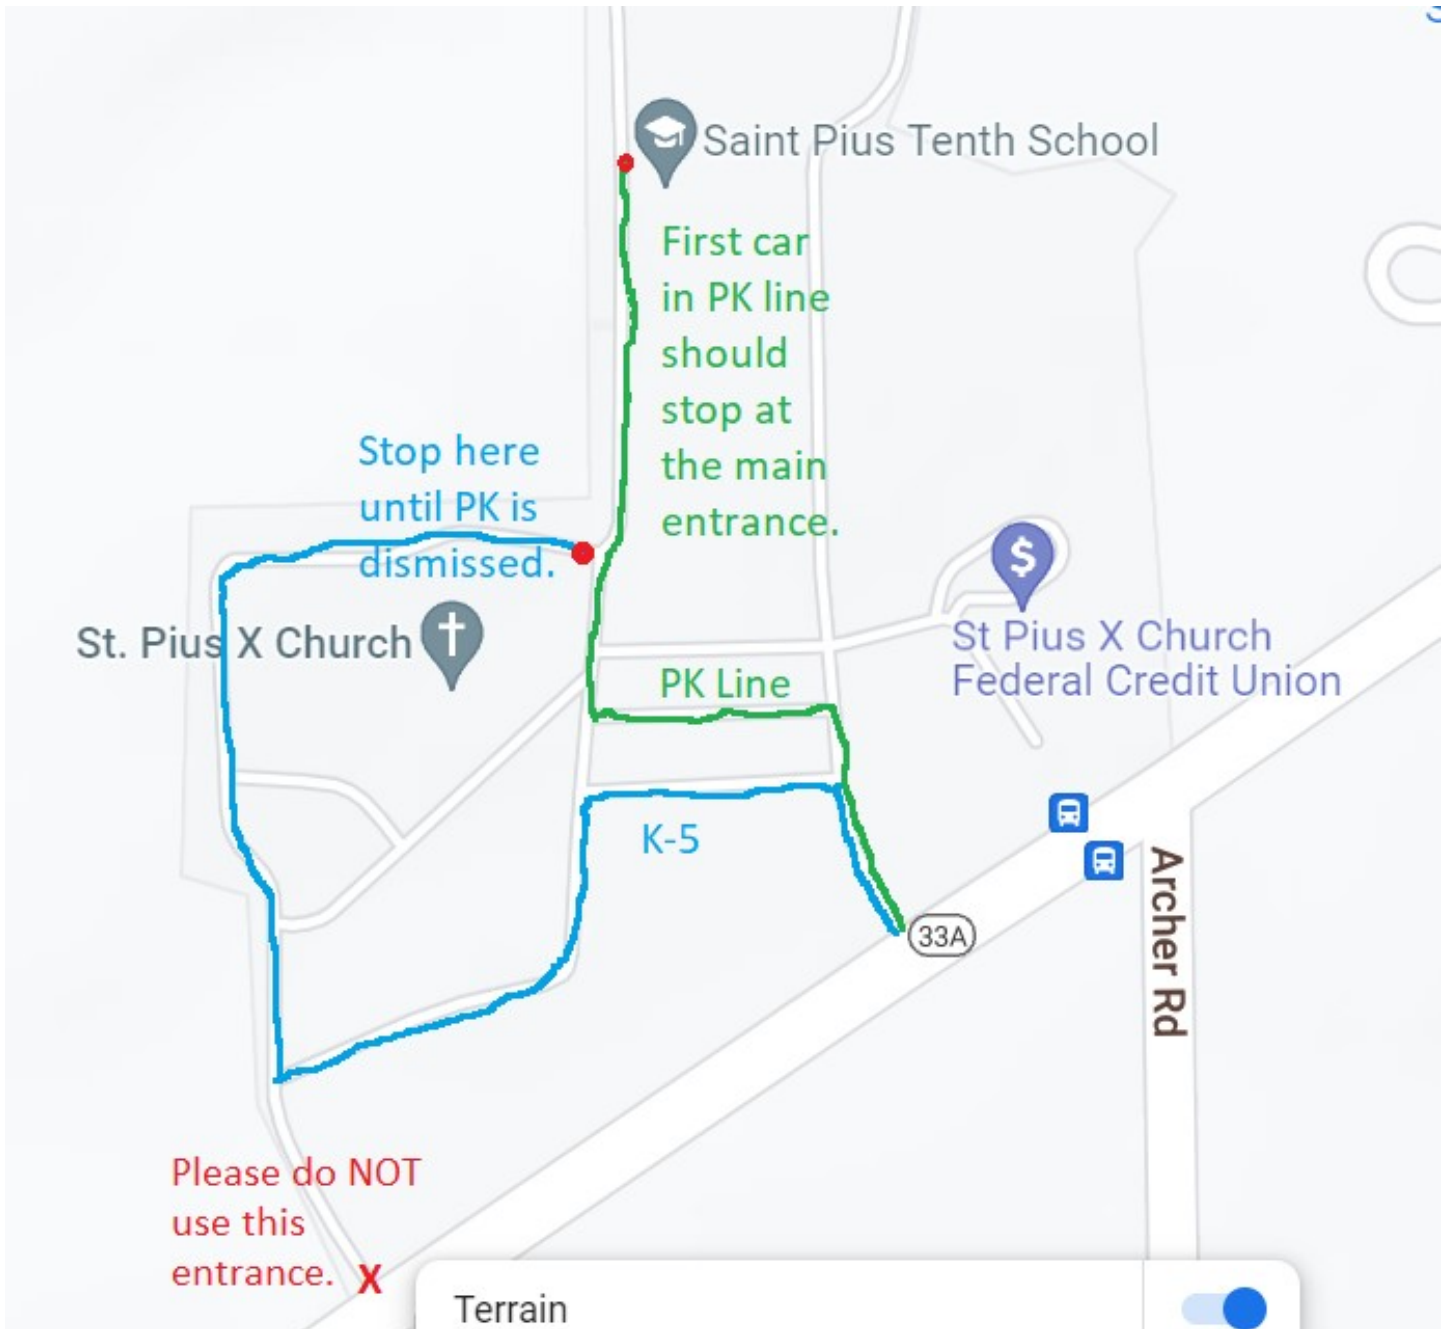 Saint Pius Tenth School
First car
in PK line
should
stop at
the main
entrance.
Stop here
until PK is
dismissed.
St. Pius X Church
St Pius X Church
Federal Credit Union
PK Line
K-5
33A
Archer Rd
Please do NOT
use this
entrance. X
Terrain